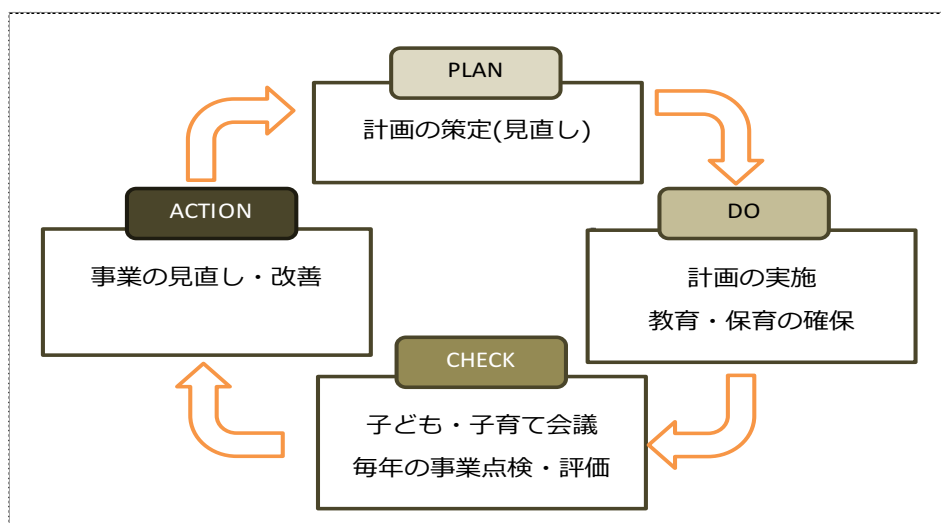 PLAN
計画の策定(見直し)
DO
計画の実施
教育・保育の確保
CHECK
子ども・子育て会議
毎年の事業点検・評価
ACTION
事業の見直し・改善